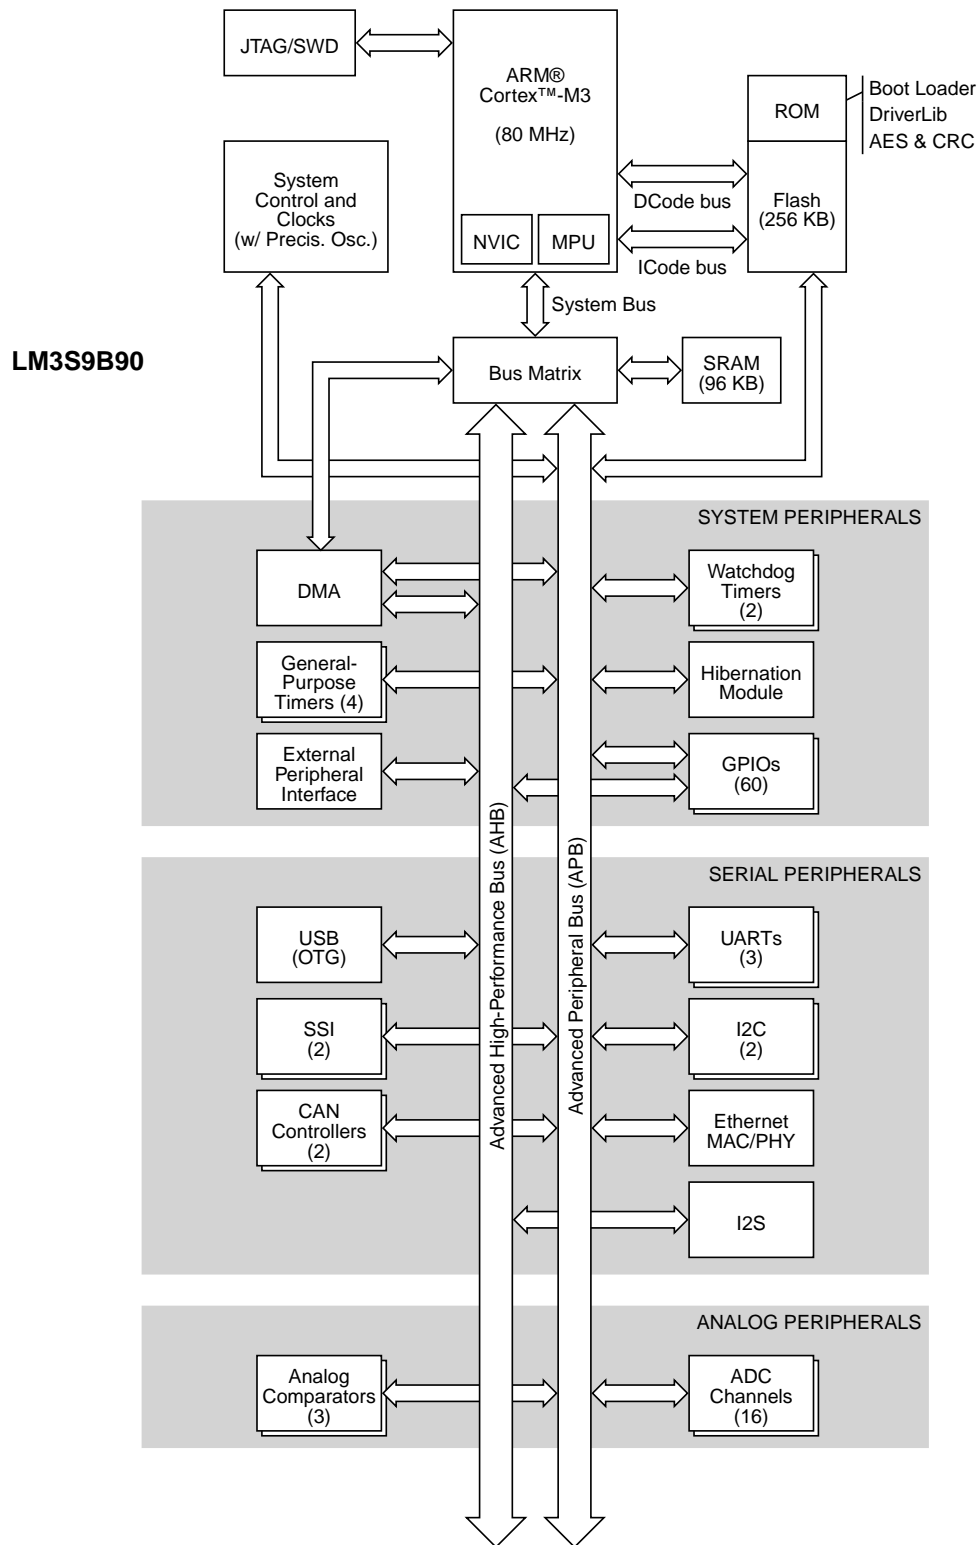 JTAG/SWD
ARM®
Cortex™-M3
(80 MHz)
NVIC
MPU
ROM
Boot Loader
DriverLib
AES & CRC
Flash
(256 KB)
DCode bus
ICode bus
System
Control and
Clocks
(w/ Precis. Osc.)
System Bus
LM3S9B90
Bus Matrix
SRAM
(96 KB)
SYSTEM PERIPHERALS
DMA
Watchdog
Timers
(2)
General-
Purpose
Timers (4)
Hibernation
Module
External
Peripheral
Interface
GPIOs
(60)
Advanced High-Performance Bus (AHB)
Advanced Peripheral Bus (APB)
SERIAL PERIPHERALS
USB
(OTG)
UARTs
(3)
SSI
(2)
I2C
(2)
CAN
Controllers
(2)
Ethernet
MAC/PHY
I2S
ANALOG PERIPHERALS
Analog
Comparators
(3)
ADC
Channels
(16)